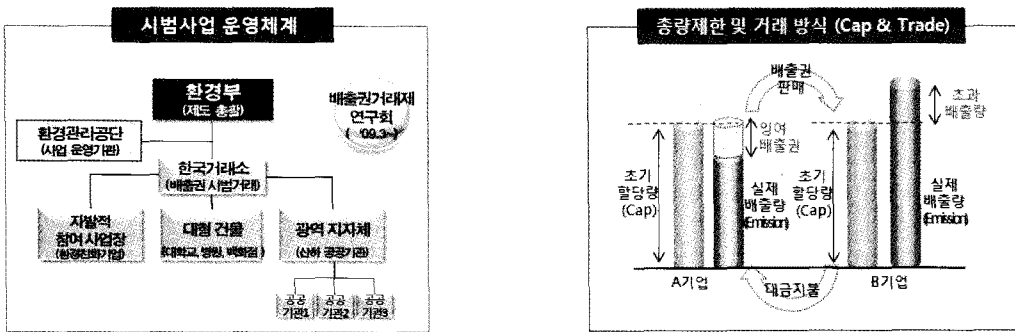 시범사업 운영체계
환경부
(제도 총괄)
배출권거래제
연구회
( '09.3~)
환경관리공단
(사업 운영기관)
한국거래소
(배출권 시범거래)
자발적
참여 사업장
(환경친화기업)
대형 건물
(대학교, 병원, 백화점)
광역 지자체
(산하 공공기관)
공공
기관1
공공
기관2
공공
기관3
총량제한 및 거래 방식 (Cap & Trade)
배출권
판매
초과
배출량
잉여
배출권
초기
할당량
(Cap)
실제
배출량
(Emission)
초기
할당량
(Cap)
실제
배출량
(Emission)
A기업
대금지불
B기업